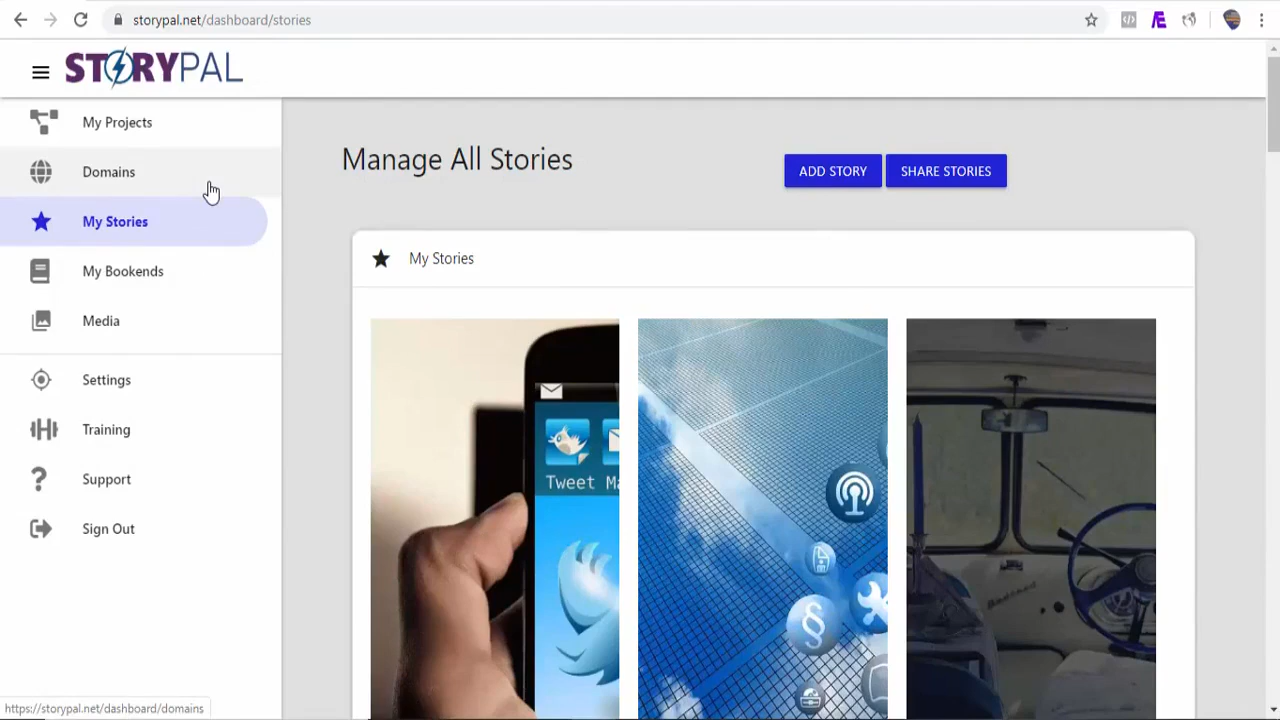 storypal.net/dashboard/stories
STORYPAL
My Projects
Domains
My Stories
My Bookends
Media
Settings
Training
Support
Sign Out
Manage All Stories
ADD STORY
SHARE STORIES
My Stories
Tweet
https://storypal.net/dashboard/domains